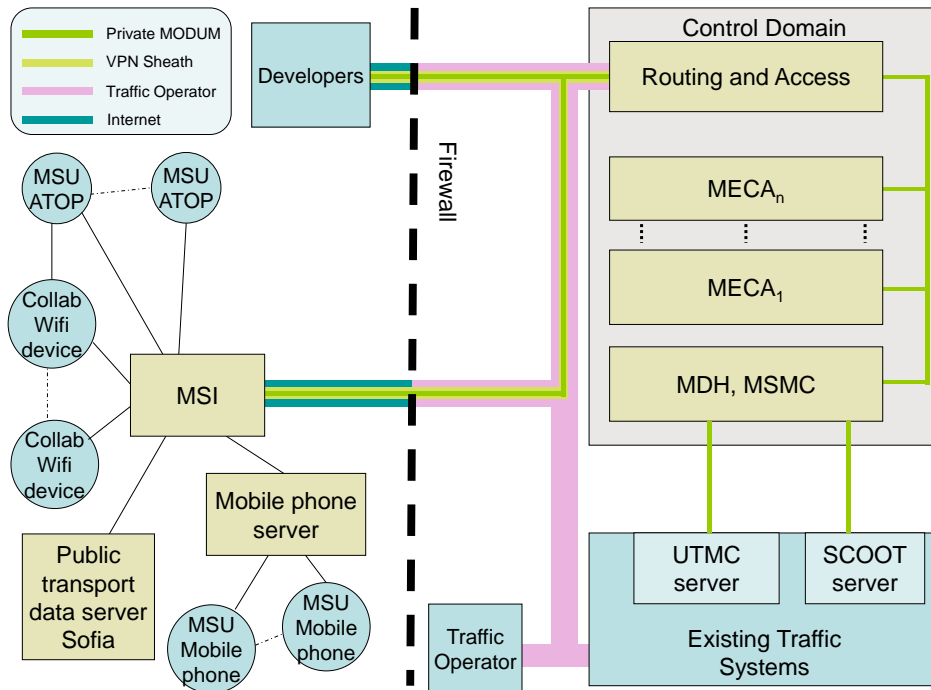 Private MODUM
VPN Sheath
Traffic Operator
Internet
Developers
Firewall
Control Domain
Routing and Access
MECAn
MECA1
MDH, MSMC
MSU
ATOP
MSU
ATOP
Collab
Wifi
device
MSI
Collab
Wifi
device
Mobile phone
server
Public
transport
data server
Sofia
MSU
Mobile
phone
MSU
Mobile
phone
Traffic
Operator
UTMC
server
SCOOT
server
Existing Traffic
Systems